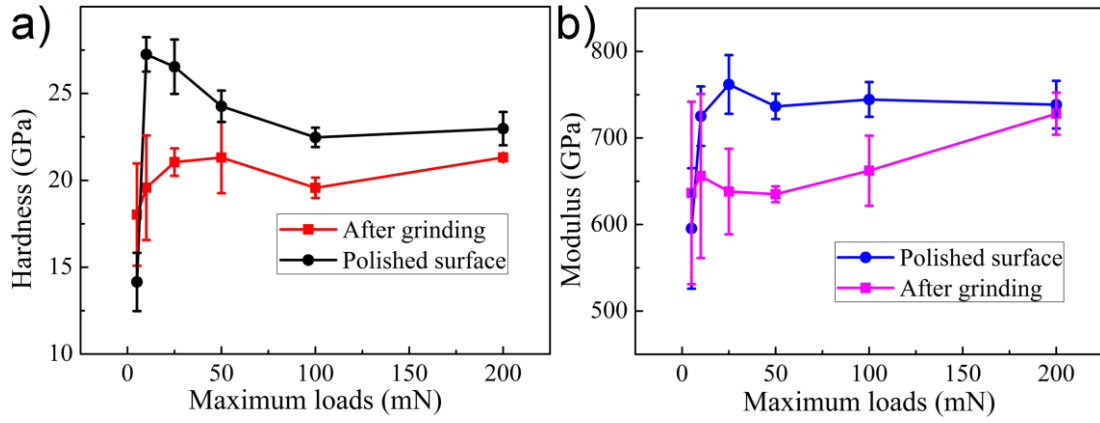 a)
Hardness (GPa)
25
20
15
10
After grinding
Polished surface
0
50
100
150
200
Maximum loads (mN)
b)
Modulus (GPa)
800
700
600
500
Polished surface
After grinding
0
50
100
150
200
Maximum loads (mN)